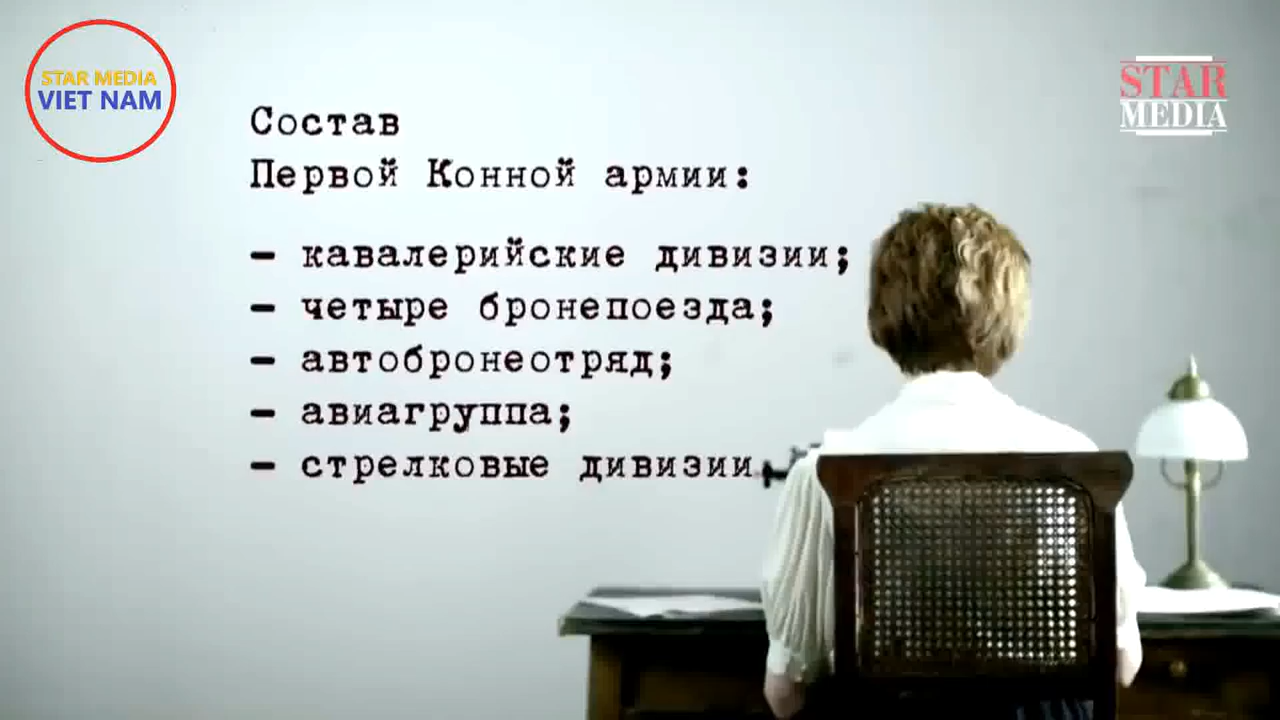 STAR MEDIA
VIET NAM
STAR
MEDIA
Состав
Первой Конной армии:
– кавалерийские дивизии;
– четыре бронепоезда;
– автобронеотряд;
– авиагруппа;
– стрелковые дивизии.